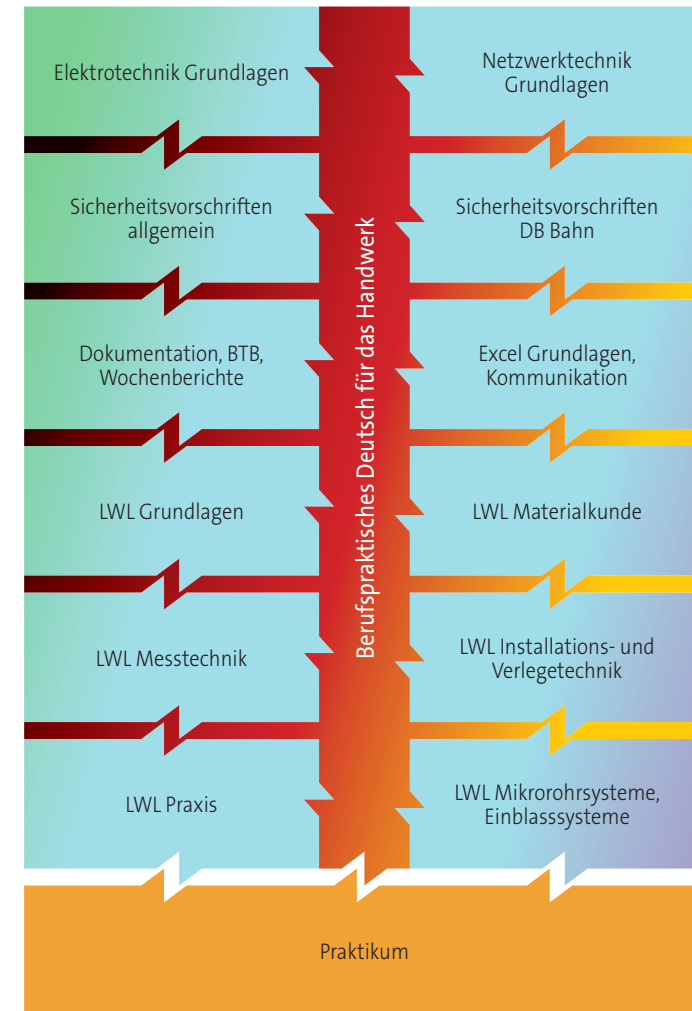 Elektrotechnik Grundlagen
Netzwerktechnik
Grundlagen
Sicherheitsvorschriften
allgemein
Sicherheitsvorschriften
DB Bahn
Dokumentation, BTB,
Wochenberichte
Excel Grundlagen,
Kommunikation
LWL Grundlagen
LWL Materialkunde
LWL Messtechnik
LWL Installations- und
Verlegetechnik
LWL Praxis
LWL Mikrorohrsysteme,
Einblasssysteme
Berufspraktisches Deutsch für das Handwerk
Praktikum